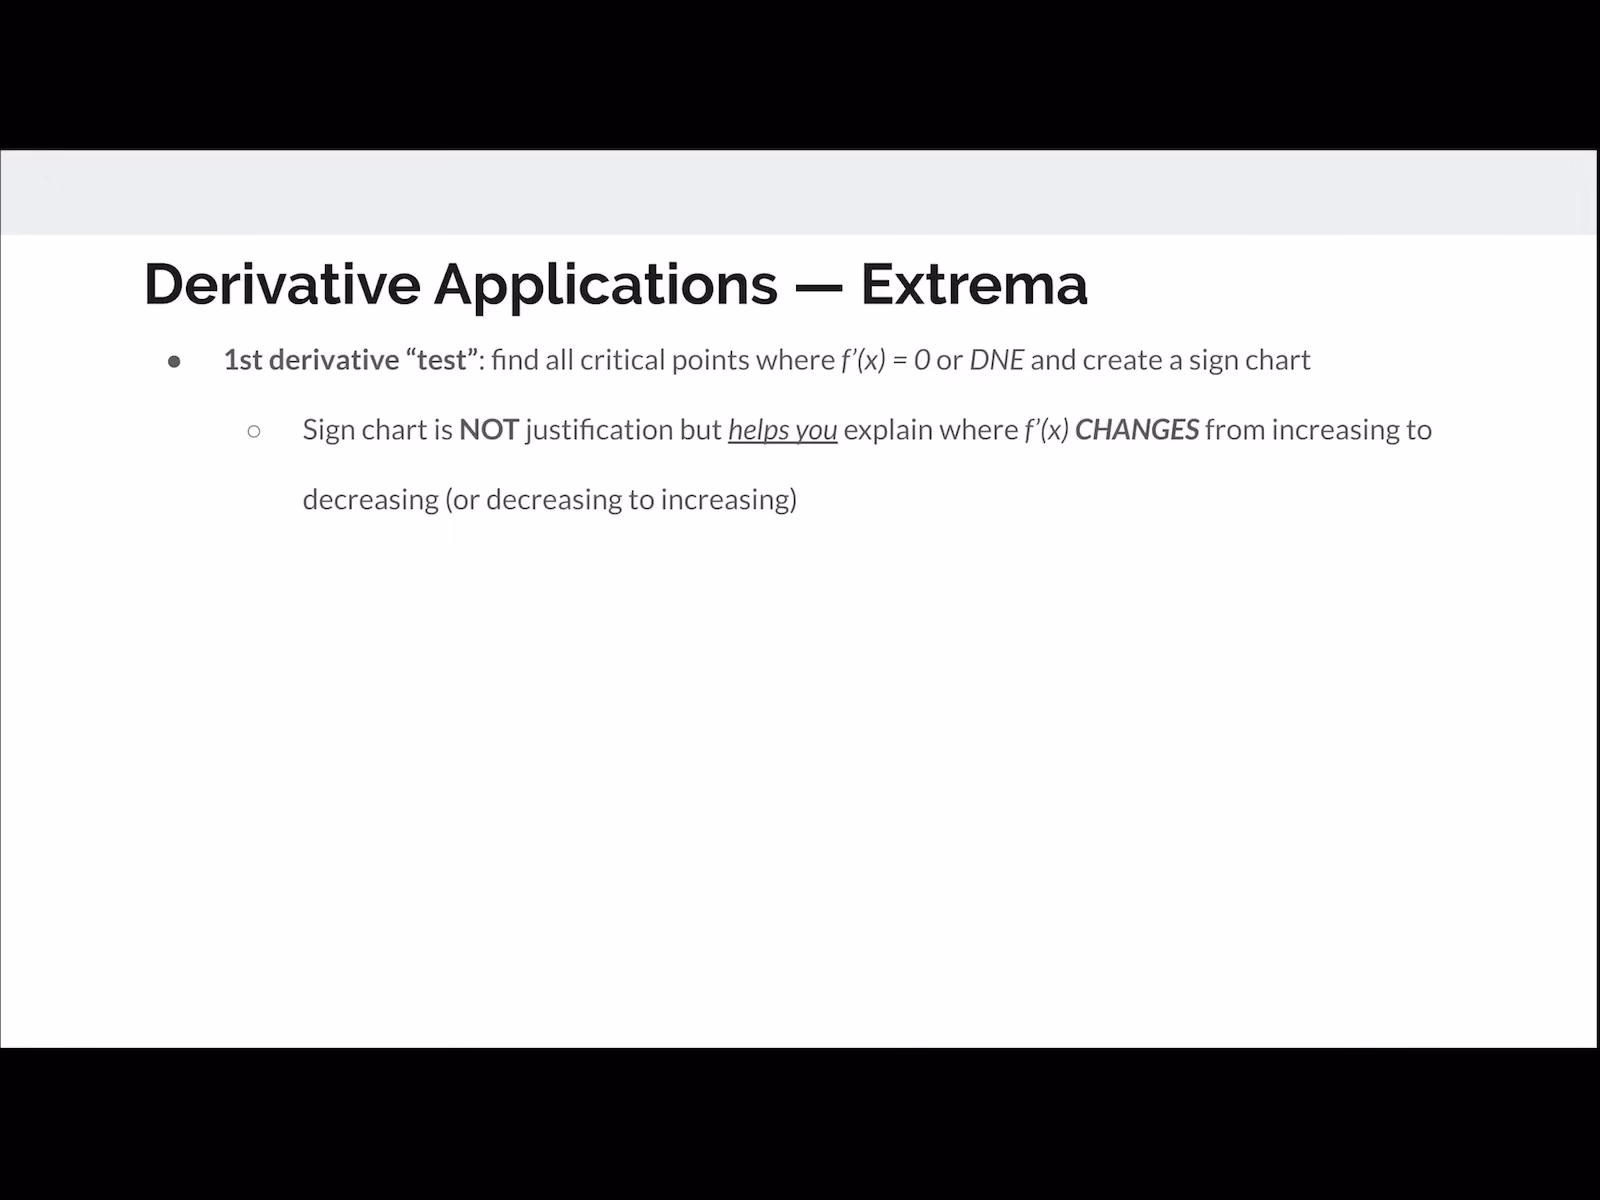 Derivative Applications — Extrema
● 1st derivative “test”: find all critical points where f’(x) = 0 or DNE and create a sign chart
○ Sign chart is NOT justification but helps you explain where f’(x) CHANGES from increasing to
decreasing (or decreasing to increasing)